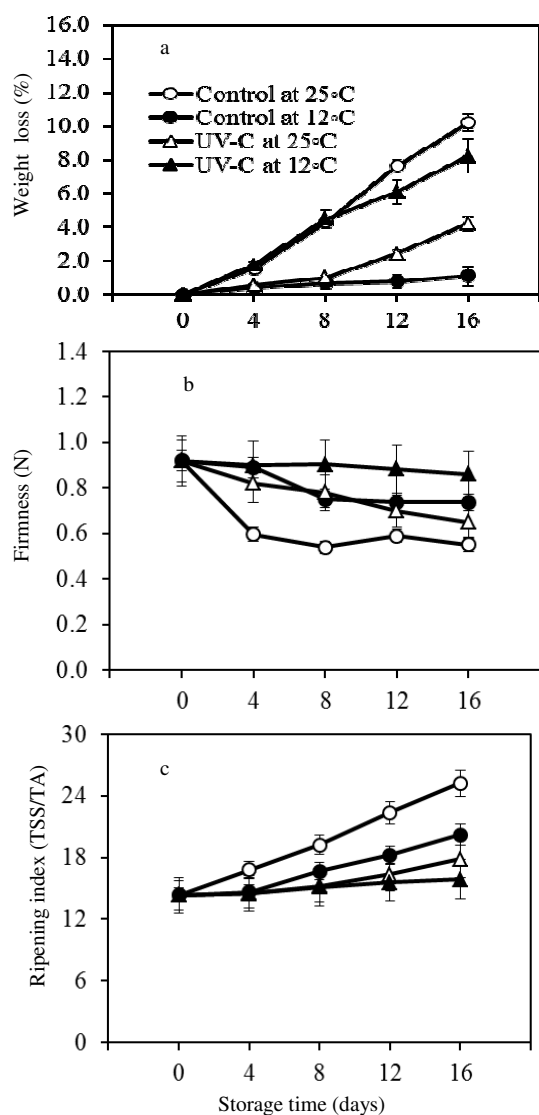 16.0
14.0
12.0
10.0
8.0
6.0
4.0
2.0
0.0
Weight loss (%)
a
Control at 25◦C
Control at 12◦C
UV-C at 25◦C
UV-C at 12◦C
0 4 8 12 16
1.4
1.2
1.0
0.8
0.6
0.4
0.2
0.0
Firmness (N)
b
0 4 8 12 16
30
24
18
12
6
0
Ripening index (TSS/TA)
c
0 4 8 12 16
Storage time (days)